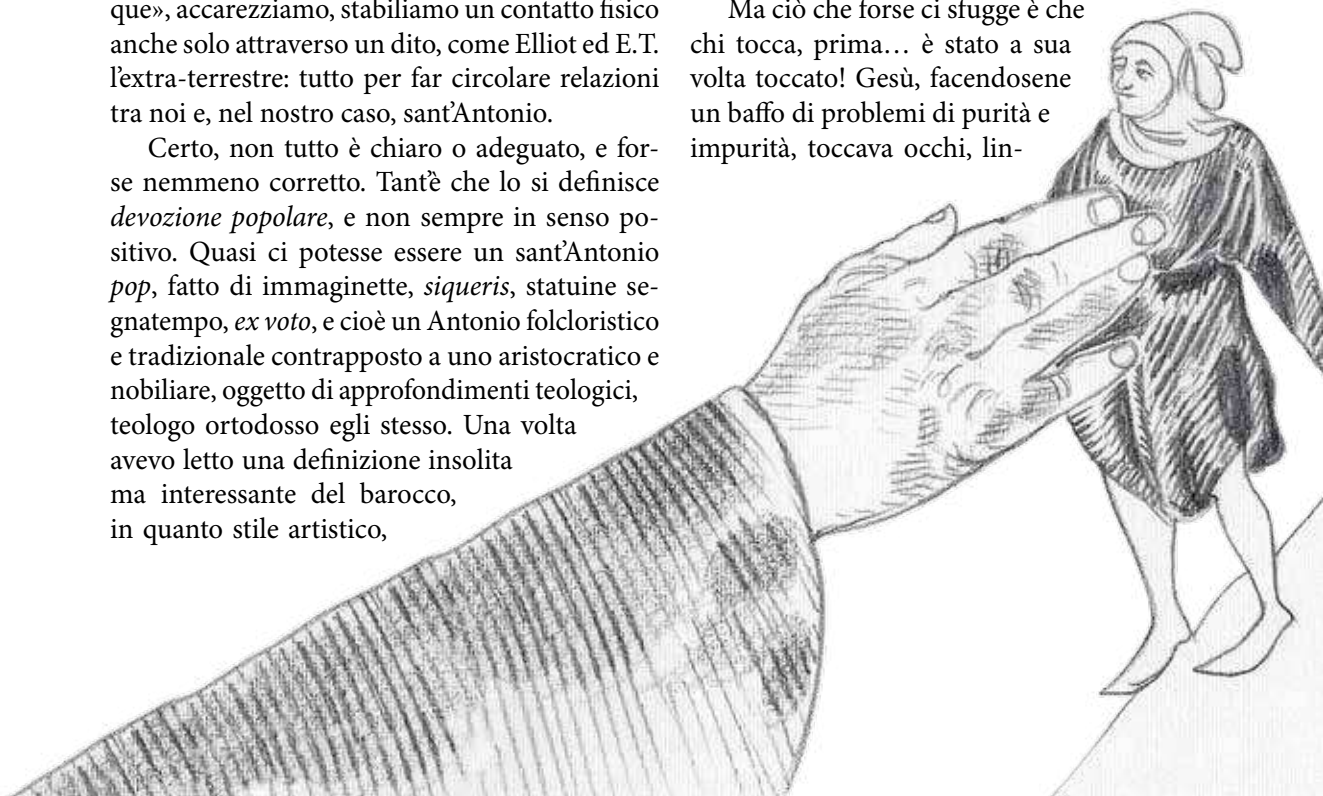 que», accarezziamo, stabiliamo un contatto fisico
anche solo attraverso un dito, come Elliot ed E.T.
l'extra-terrestre: tutto per far circolare relazioni
tra noi e, nel nostro caso, sant'Antonio.
Certo, non tutto è chiaro o adeguato, e for-
se nemmeno corretto. Tant'è che lo si definisce
devozione popolare, e non sempre in senso po-
sitivo. Quasi ci potesse essere un sant'Antonio
pop, fatto di immaginette, siqueris, statuine se-
gnatempo, ex voto, e cioè un Antonio folcloristico
e tradizionale contrapposto a uno aristocratico e
nobiliare, oggetto di approfondimenti teologici,
teologo ortodosso egli stesso. Una volta
avevo letto una definizione insolita
ma interessante del barocco,
in quanto stile artistico,
Ma ciò che forse ci sfugge è che
chi tocca, prima… è stato a sua
volta toccato! Gesù, facendosene
un baffo di problemi di purità e
impurità, toccava occhi, lin-